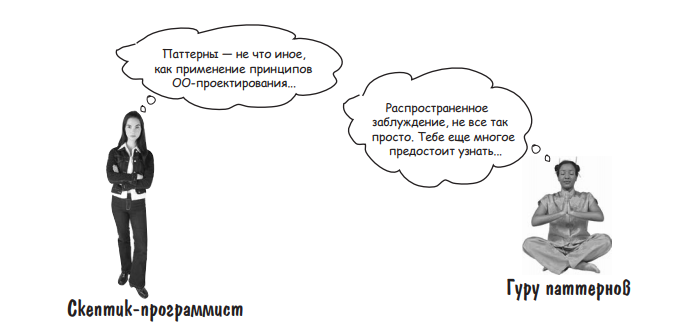 Паттерны — не что иное,
как применение принципов
ОО-проектирования...
Распространенное
заблуждение, не все так
просто. Тебе еще многое
предстоит узнать...
Скептик-программист
Гуру паттернов